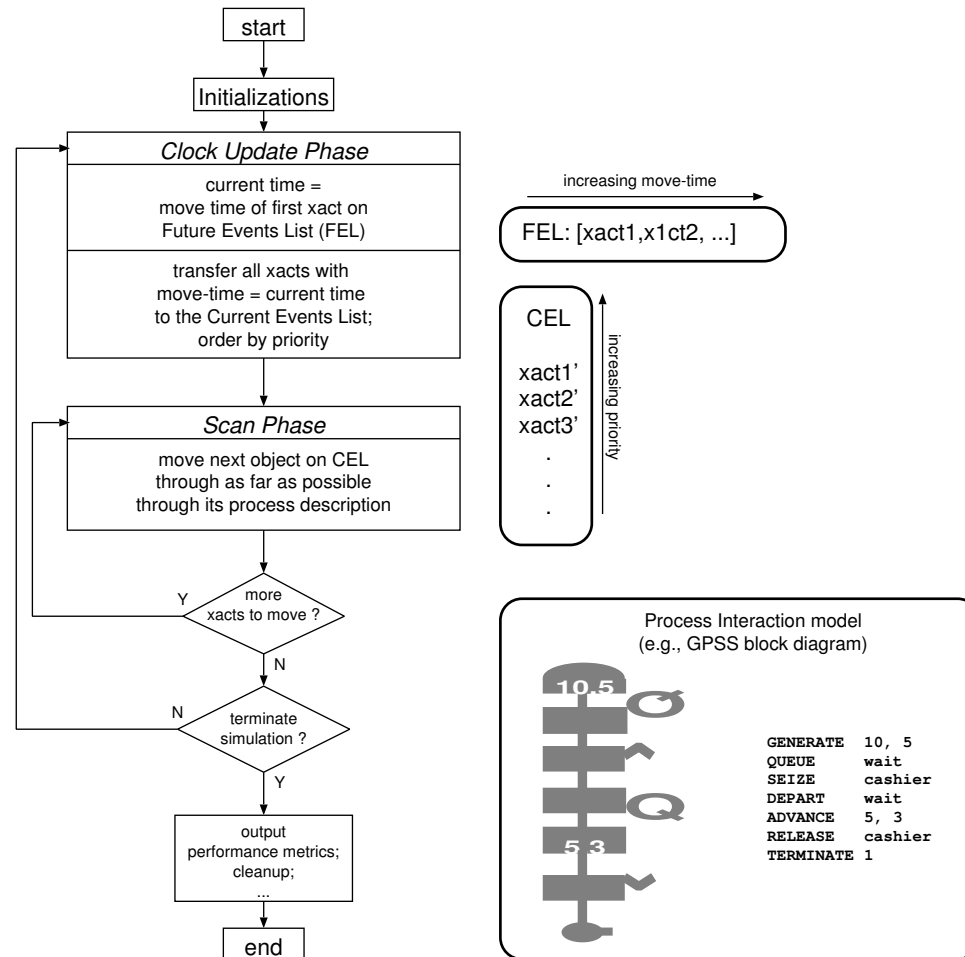 start
Initializations
Clock Update Phase
current time =
move time of first xact on
Future Events List (FEL)
transfer all xacts with
move-time = current time
to the Current Events List;
order by priority
Scan Phase
move next object on CEL
through as far as possible
through its process description
more
xacts to move ?
Y
N
terminate
simulation ?
N
Y
output
performance metrics;
cleanup;
...
end
increasing move-time
FEL: [xact1,x1ct2, ...]
CEL
xact1’
xact2’
xact3’
.
.
.
increasing priority
Process Interaction model
(e.g., GPSS block diagram)
10.5
Q
Q
5 3
GENERATE 10, 5
QUEUE wait
SEIZE cashier
DEPART wait
ADVANCE 5, 3
RELEASE cashier
TERMINATE 1